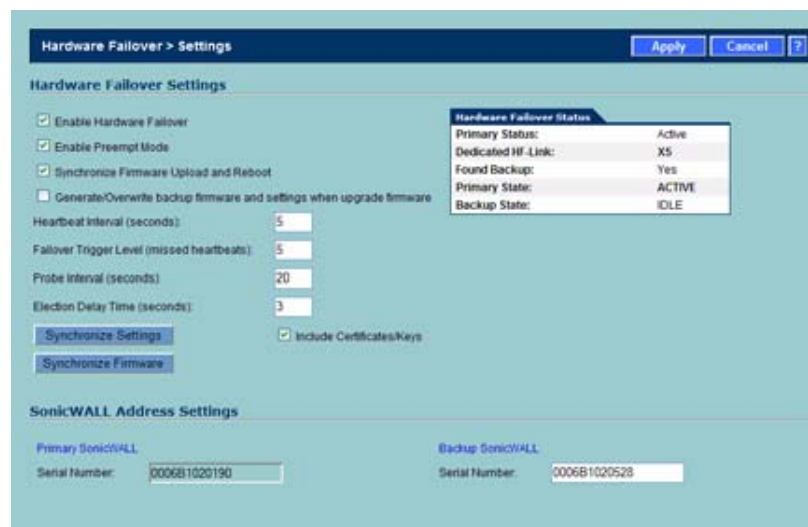 Hardware Failover > Settings
Apply Cancel ?
Hardware Failover Settings
Enable Hardware Failover
Enable Preempt Mode
Synchronize Firmware Upload and Reboot
Generate/Overwrite backup firmware and settings when upgrade firmware
Heartbeat Interval (seconds): 5
Failover Trigger Level (missed heartbeats): 5
Probe Interval (seconds): 20
Election Delay Time (seconds): 3
Synchronize Settings Include Certificates/Keys
Synchronize Firmware
Hardware Failover Status
Primary Status: Active
Dedicated HF-Link: X5
Found Backup: Yes
Primary State: ACTIVE
Backup State: IDLE
SonicWALL Address Settings
Primary SonicWALL Backup SonicWALL
Serial Number: 0006B1020190 Serial Number: 0006B1020528